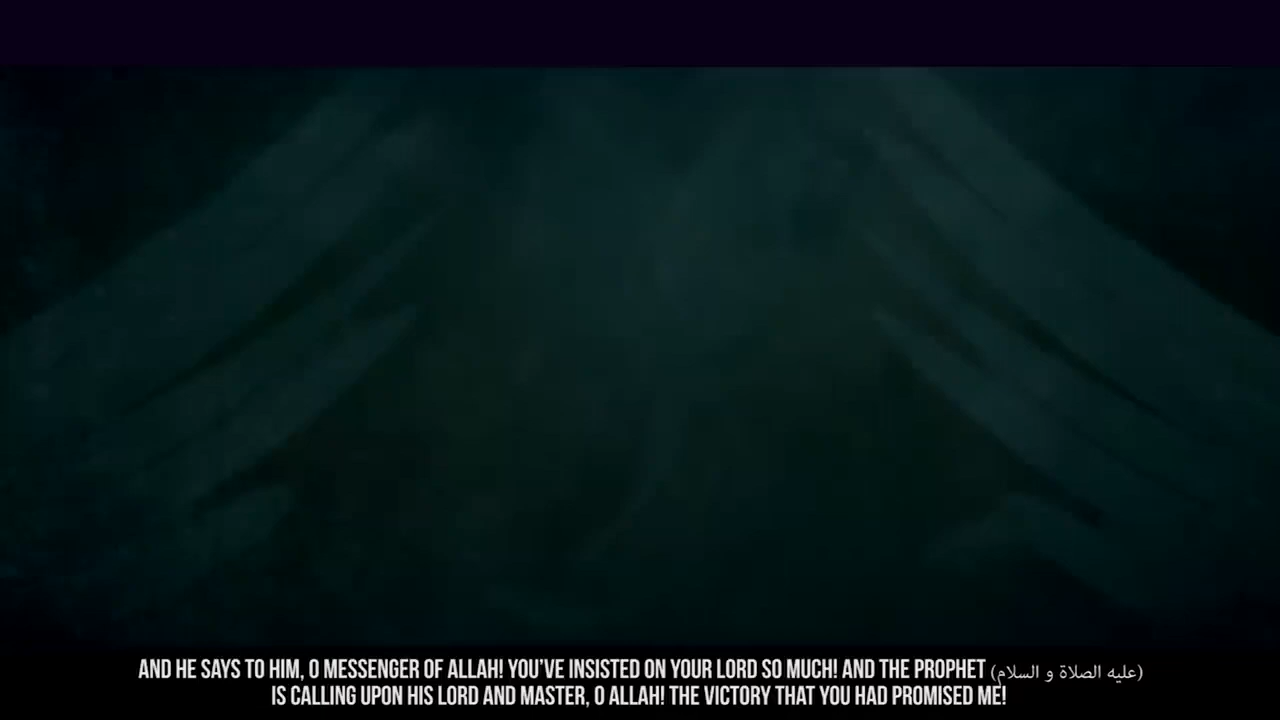 AND HE SAYS TO HIM, O MESSENGER OF ALLAH! YOU'VE INSISTED ON YOUR LORD SO MUCH! AND THE PROPHET (عليه الصلاة و السلام)
IS CALLING UPON HIS LORD AND MASTER, O ALLAH! THE VICTORY THAT YOU HAD PROMISED ME!